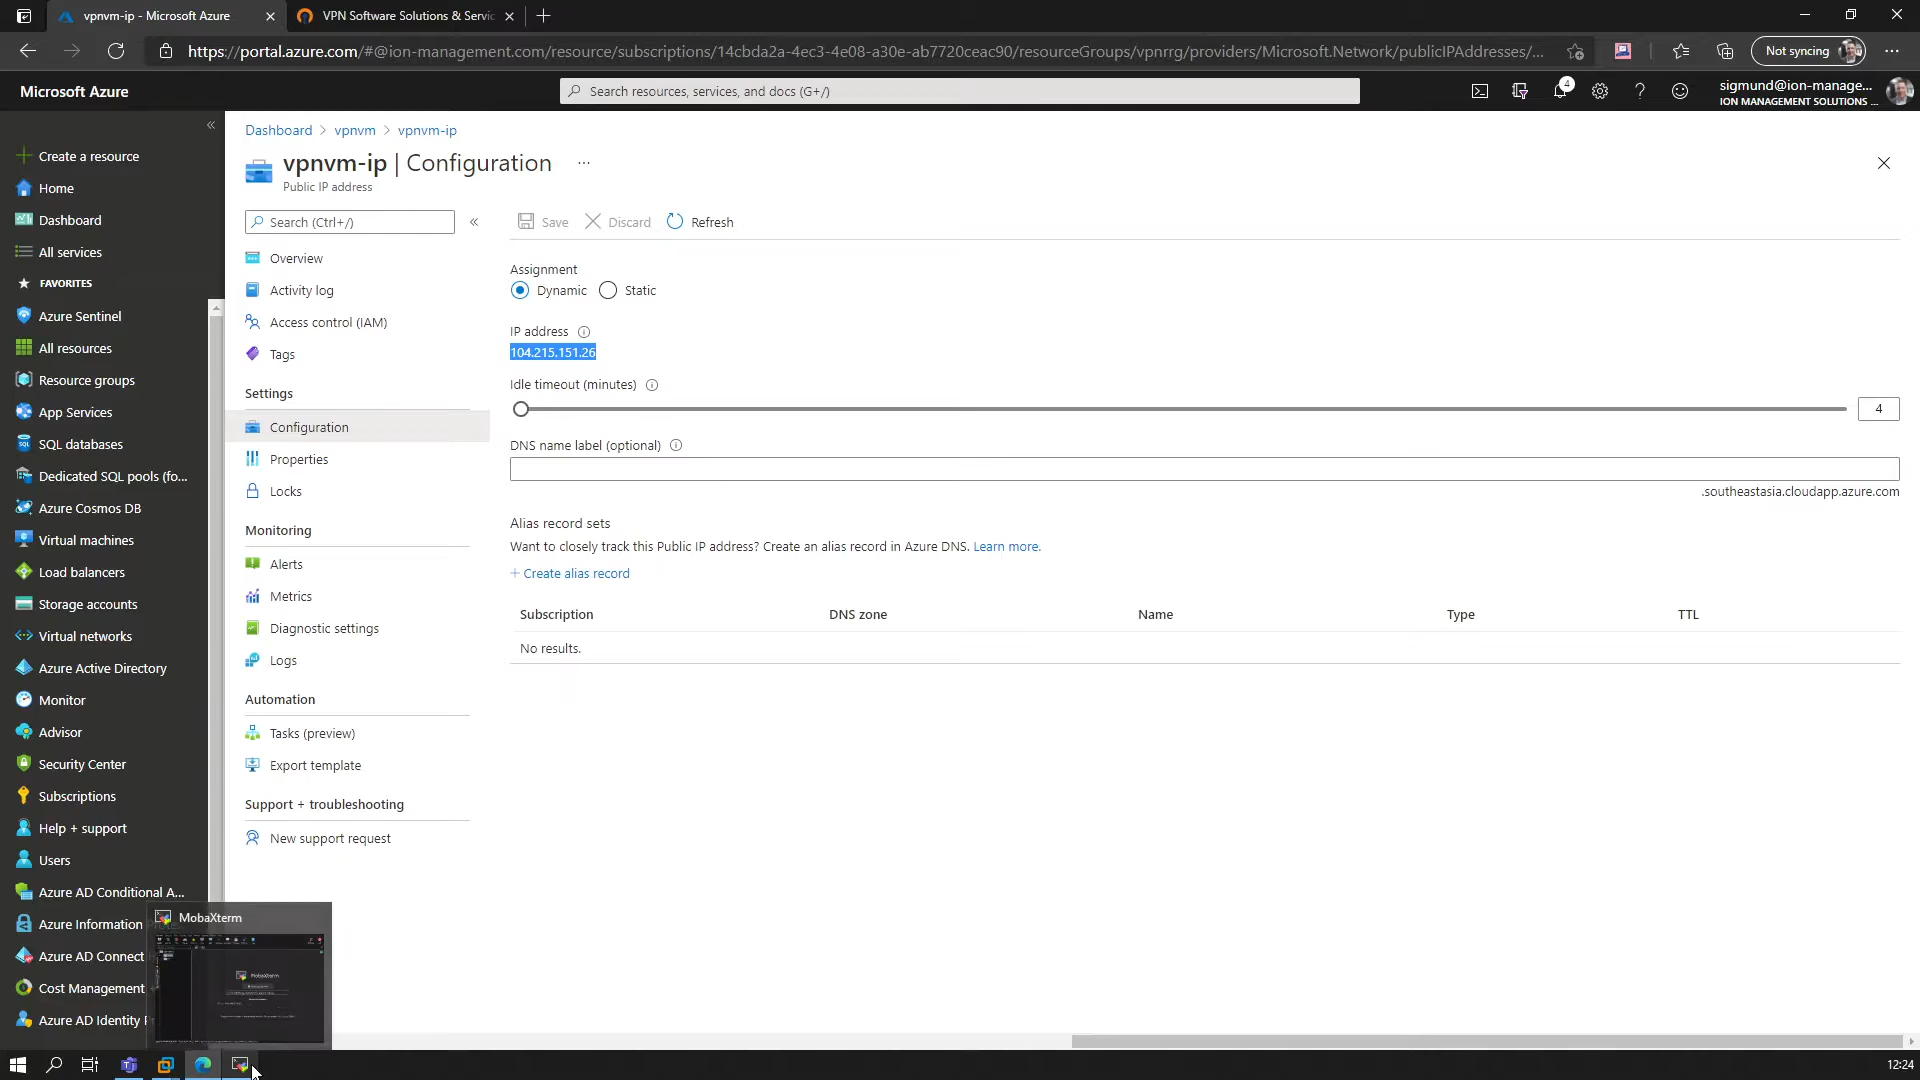 vpnvm-ip - Microsoft Azure
VPN Software Solutions & Servic
https://portal.azure.com/#@ion-management.com/resource/subscriptions/14cbda2a-4ec3-4e08-a30e-ab7720ceac90/resourceGroups/vpnrrg/providers/Microsoft.Network/publicIPAddresses/...
Not syncing
Microsoft Azure
Search resources, services, and docs (G+/)
4
sigmund@ion-manage...
ION MANAGEMENT SOLUTIONS ...
Create a resource
Home
Dashboard
All services
FAVORITES
Azure Sentinel
All resources
Resource groups
App Services
SQL databases
Dedicated SQL pools (fo...
Azure Cosmos DB
Virtual machines
Load balancers
Storage accounts
Virtual networks
Azure Active Directory
Monitor
Advisor
Security Center
Subscriptions
Help + support
Users
Azure AD Conditional A...
Azure Information
Azure AD Connect
Cost Management
Azure AD Identity
MobaXterm
Dashboard > vpnvm > vpnvm-ip
vpnvm-ip | Configuration ...
Public IP address
Search (Ctrl+/)
Overview
Activity log
Access control (IAM)
Tags
Settings
Configuration
Properties
Locks
Monitoring
Alerts
Metrics
Diagnostic settings
Logs
Automation
Tasks (preview)
Export template
Support + troubleshooting
New support request
Save Discard Refresh
Assignment
Dynamic Static
IP address
104.215.151.26
Idle timeout (minutes)
4
DNS name label (optional)
.southeastasia.cloudapp.azure.com
Alias record sets
Want to closely track this Public IP address? Create an alias record in Azure DNS. Learn more.
+ Create alias record
Subscription DNS zone Name Type TTL
No results.
12:24